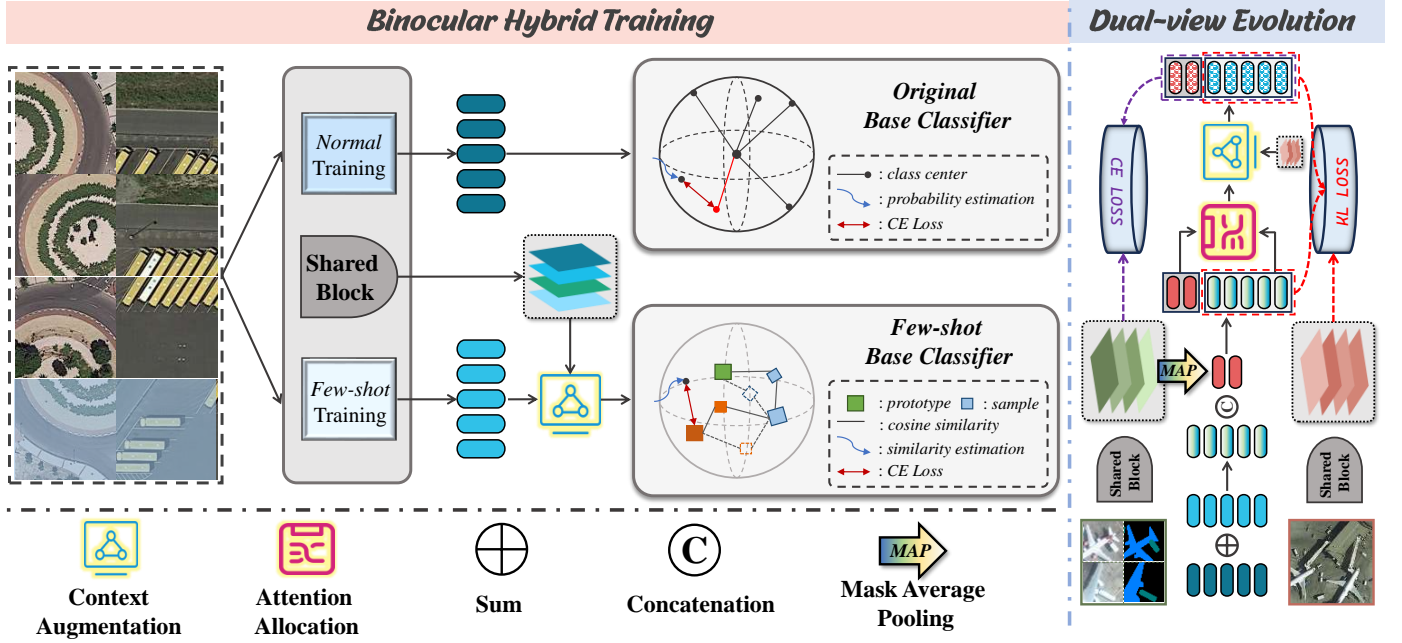 Binocular Hybrid Training
Dual-view Evolution
Normal
Training
Shared
Block
Few-shot
Training
Original
Base Classifier
: class center
: probability estimation
: CE Loss
Few-shot
Base Classifier
: prototype
: sample
: cosine similarity
: similarity estimation
: CE Loss
CE LOSS
KL LOSS
MAP
C
Shared
Block
Shared
Block
Context
Augmentation
Attention
Allocation
Sum
C
Concatenation
MAP
Mask Average
Pooling